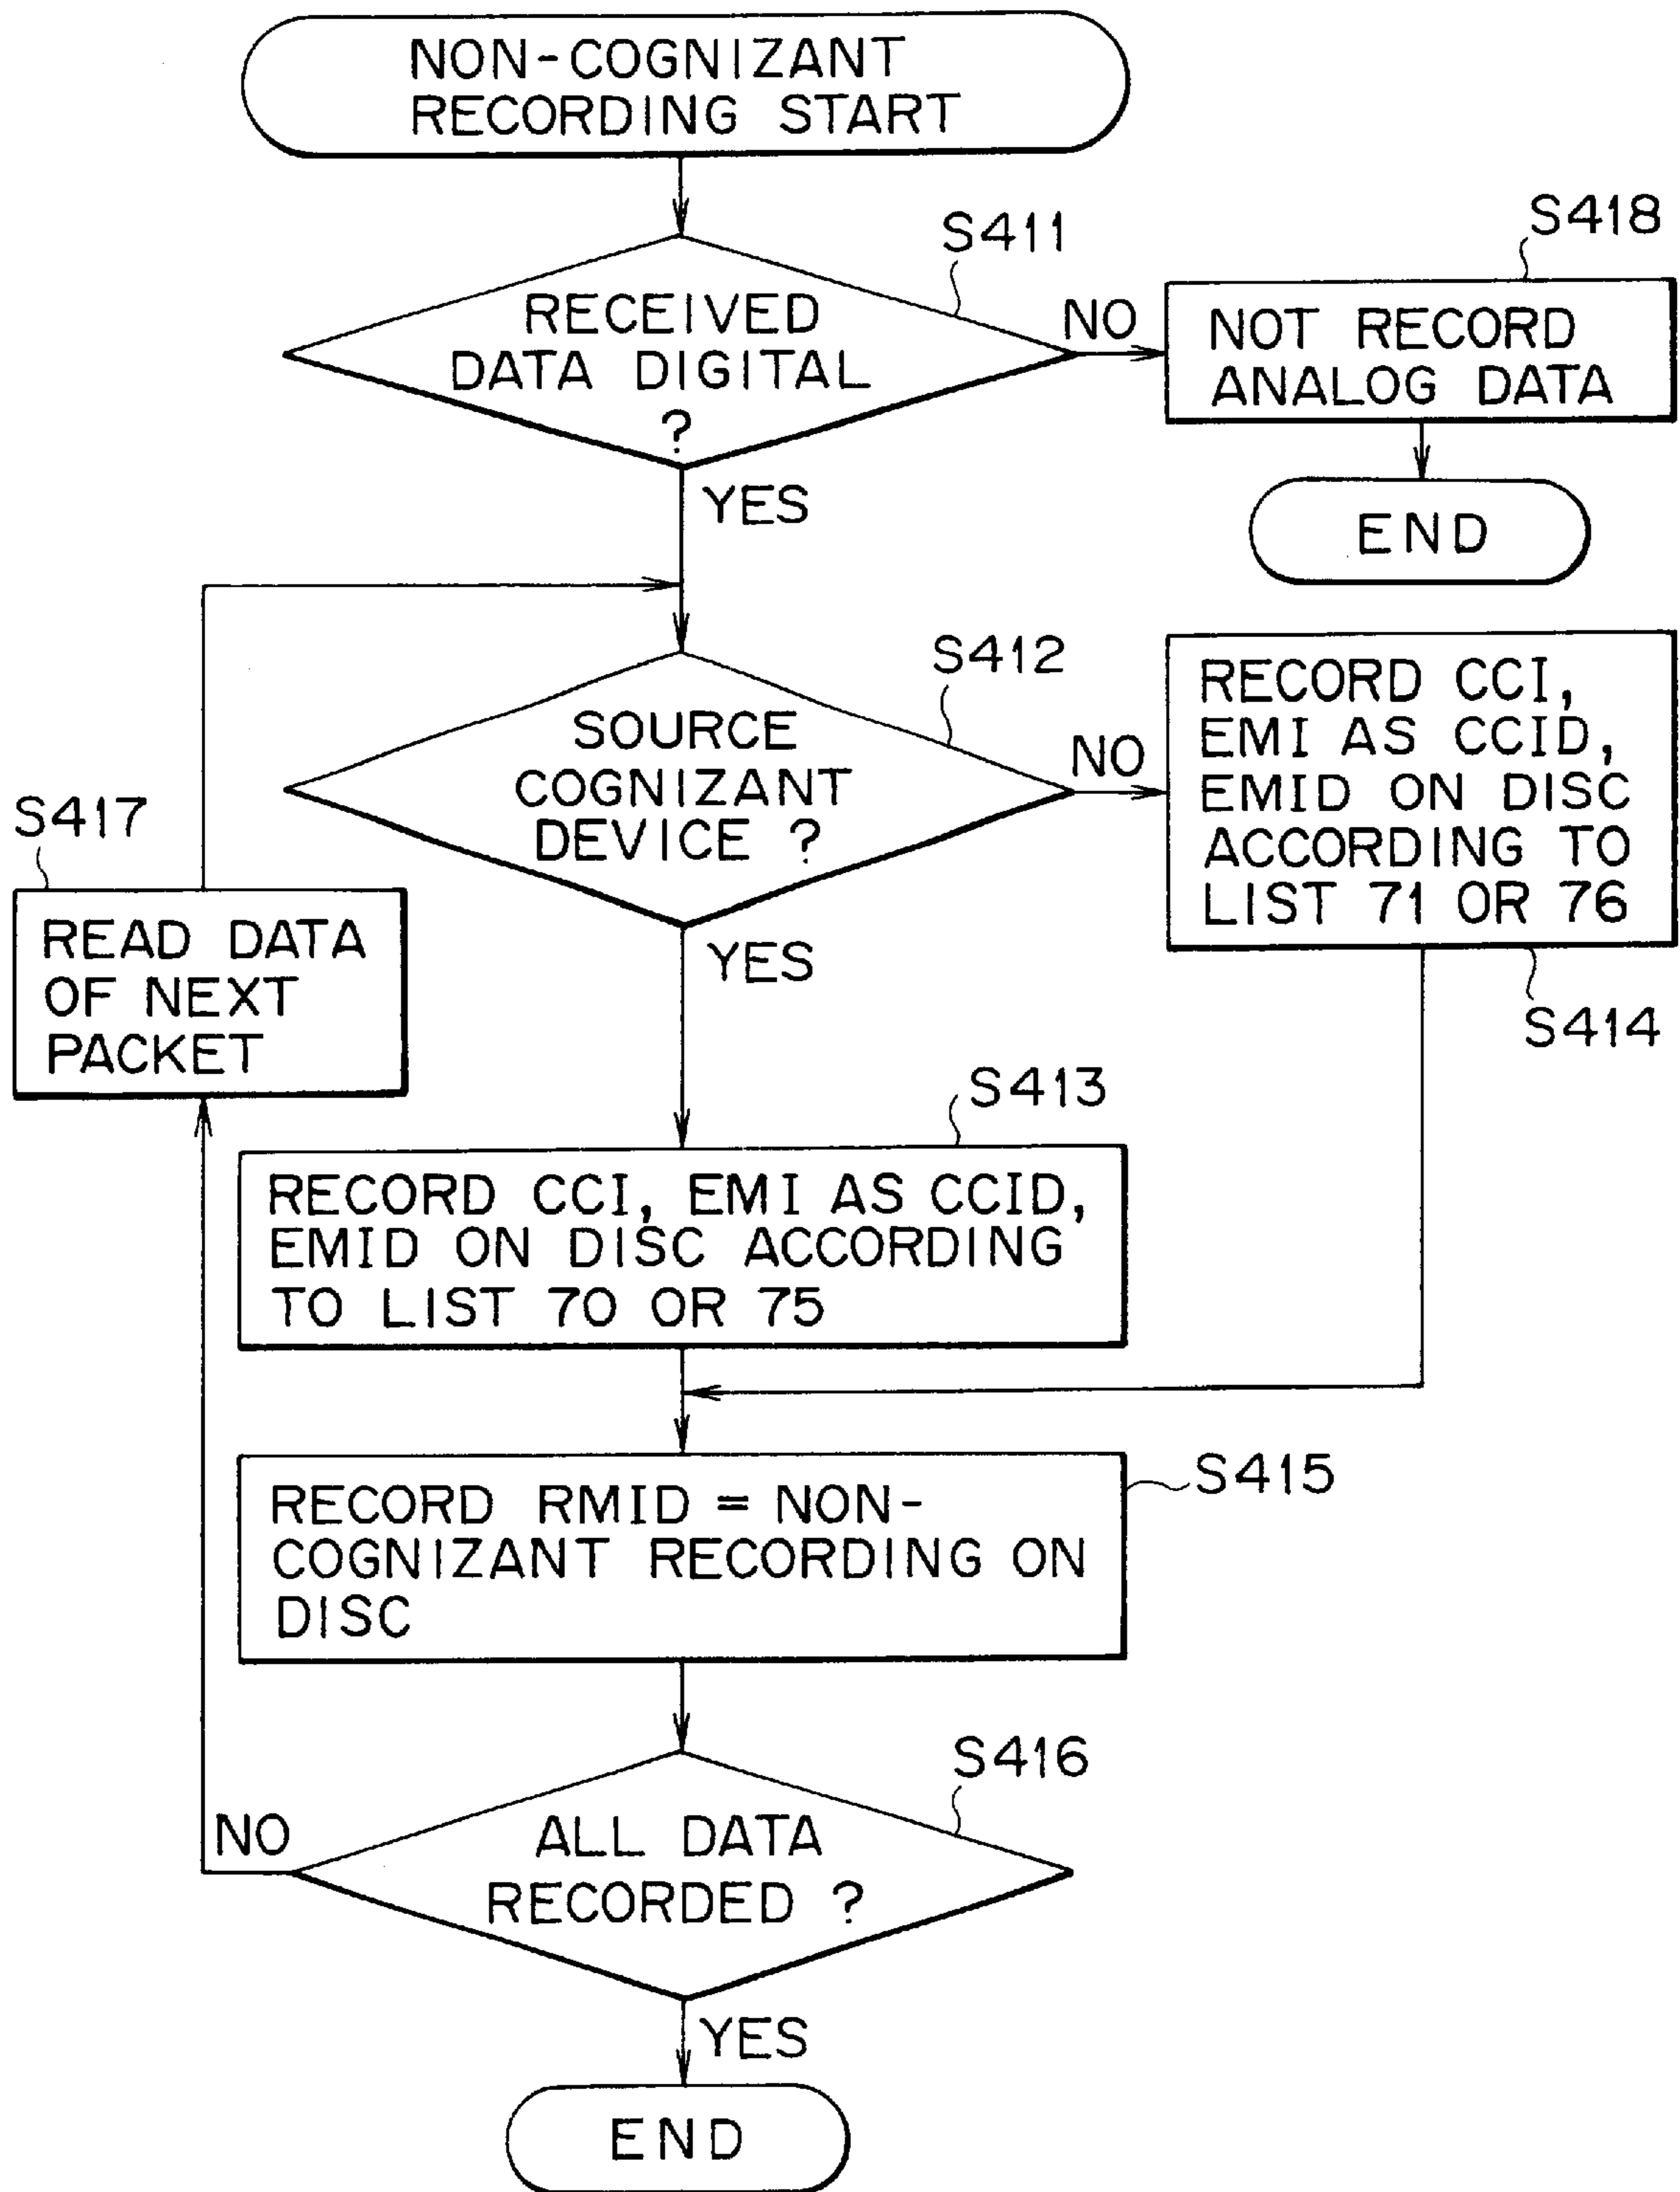 NON-COGNIZANT
RECORDING START
S411
S418
RECEIVED
DATA DIGITAL
?
NO
NOT RECORD
ANALOG DATA
YES
END
S412
SOURCE
COGNIZANT
DEVICE ?
NO
RECORD CCI,
EMI AS CCID,
EMID ON DISC
ACCORDING TO
LIST 71 OR 76
S414
S417
READ DATA
OF NEXT
PACKET
YES
S413
RECORD CCI, EMI AS CCID,
EMID ON DISC ACCORDING
TO LIST 70 OR 75
S415
RECORD RMID = NON-
COGNIZANT RECORDING ON
DISC
S416
NO
ALL DATA
RECORDED ?
YES
END